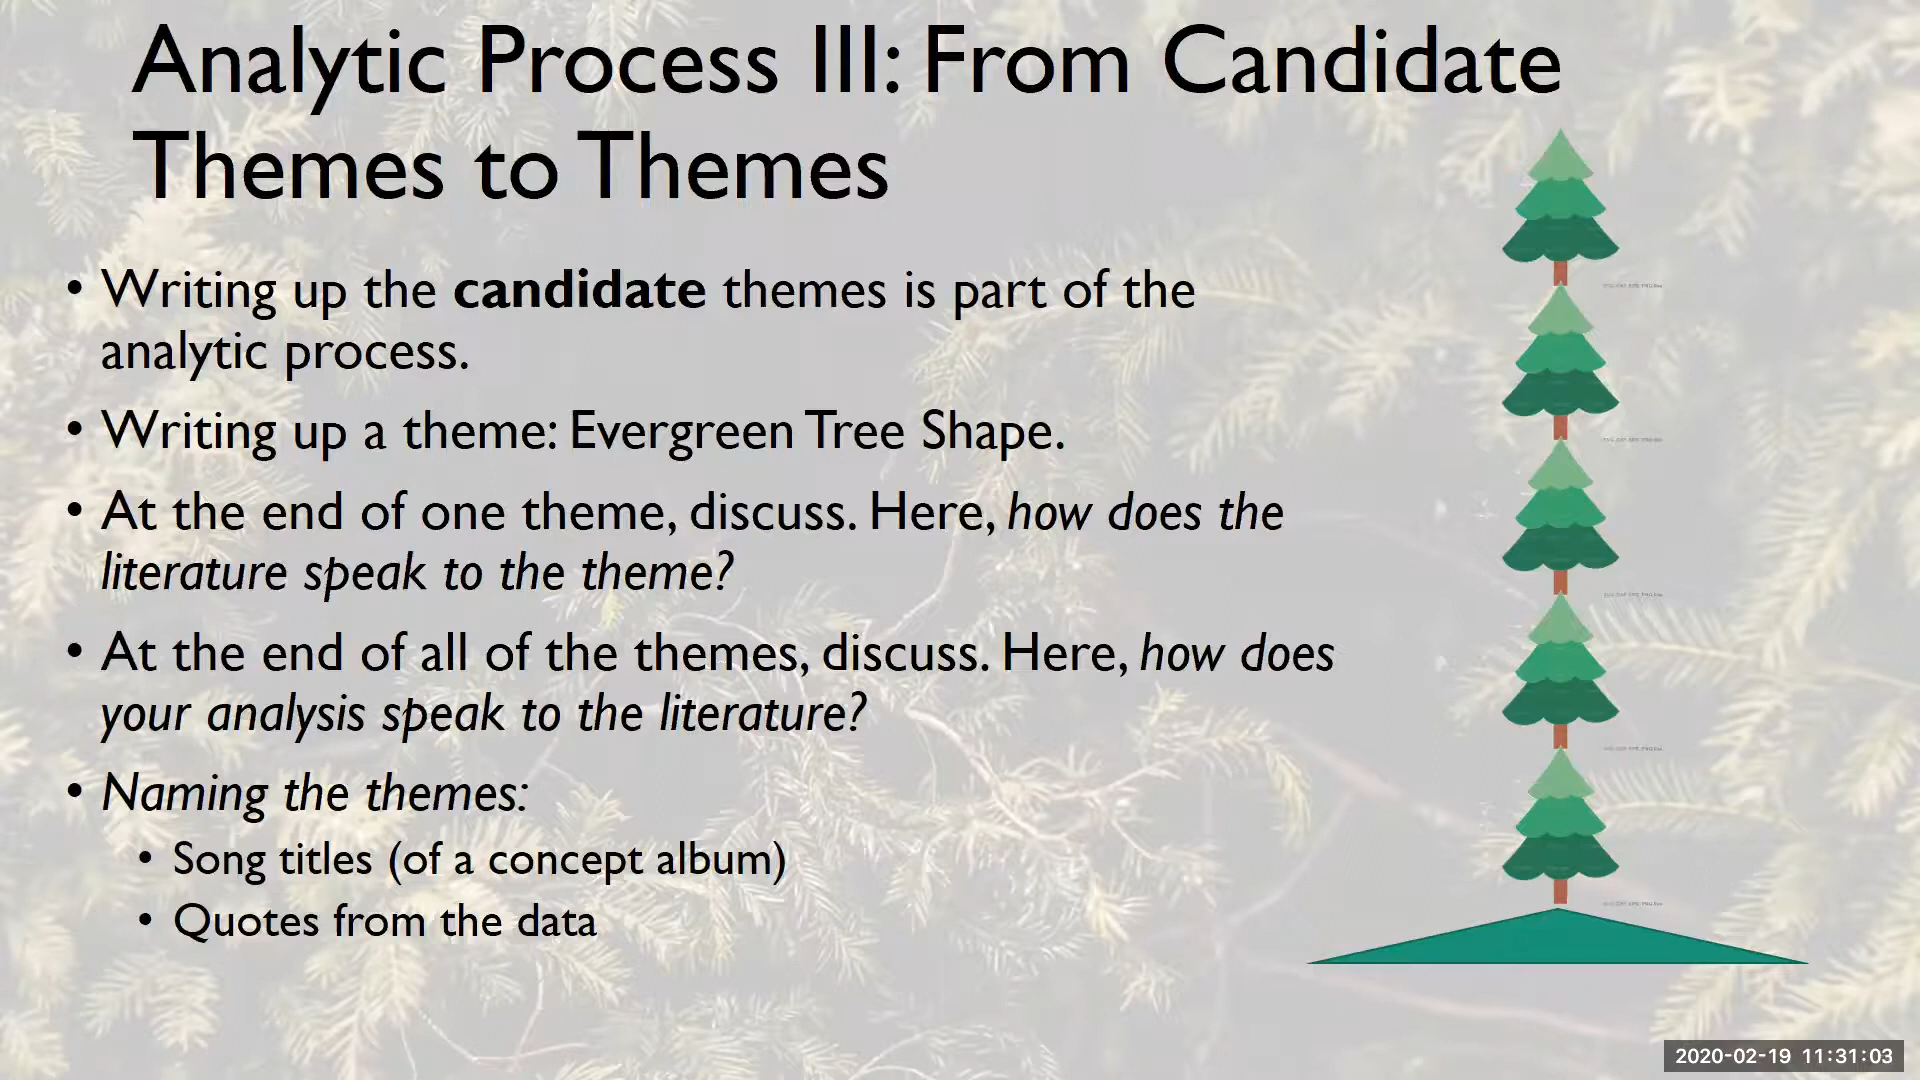 Analytic Process III: From Candidate
Themes to Themes
• Writing up the candidate themes is part of the
analytic process.
• Writing up a theme: Evergreen Tree Shape.
• At the end of one theme, discuss. Here, how does the
literature speak to the theme?
• At the end of all of the themes, discuss. Here, how does
your analysis speak to the literature?
• Naming the themes:
• Song titles (of a concept album)
• Quotes from the data
2020-02-19 11:31:03